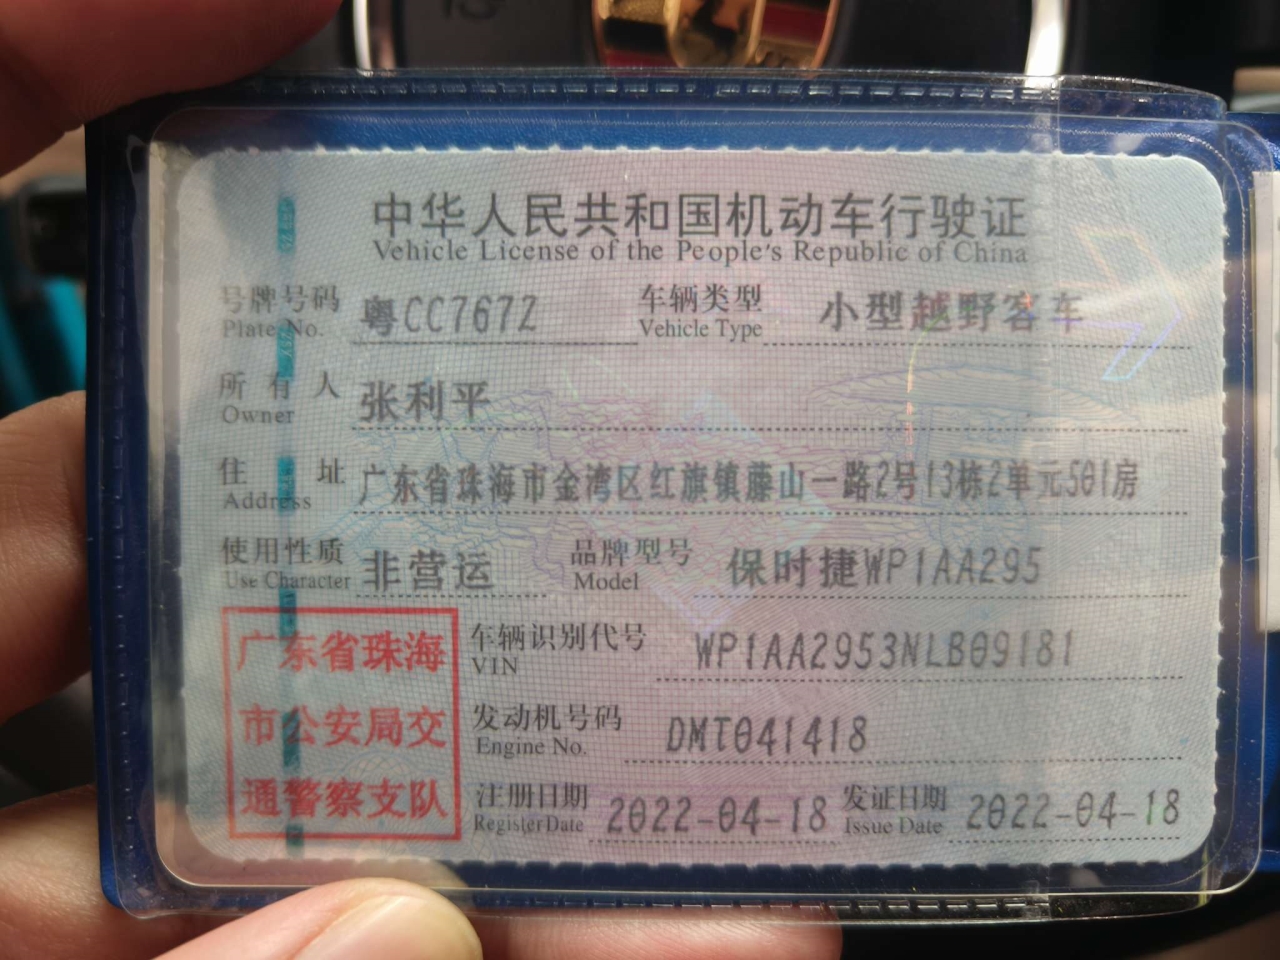 中华人民共和国机动车行驶证
Vehicle License of the People's Republic of China
号牌号码 粤CC767Z 车辆类型 小型越野客车
Plate No. Vehicle Type
所有人 张利平
Owner
住址 广东省珠海市金湾区红旗镇藤山一路2号13栋2单元501房
Address
使用性质 非营运 品牌型号 保时捷WP1AA295
Use Character Model
广东省珠海
市公安局交
通警察支队
车辆识别代号 WP1AA2953NLB09181
VIN
发动机号码 DMT041418
Engine No.
注册日期 2022-04-18 发证日期 2022-04-18
Register Date Issue Date